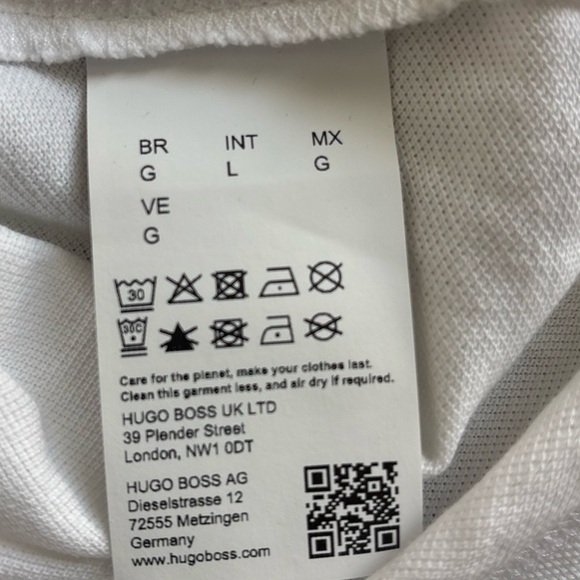 BR INT MX
G L G
VE
G
30
30C
Care for the planet, make your clothes last.
Clean this garment less, and air dry if required.
HUGO BOSS UK LTD
39 Plender Street
London, NW1 0DT
HUGO BOSS AG
Dieselstrasse 12
72555 Metzingen
Germany
www.hugoboss.com